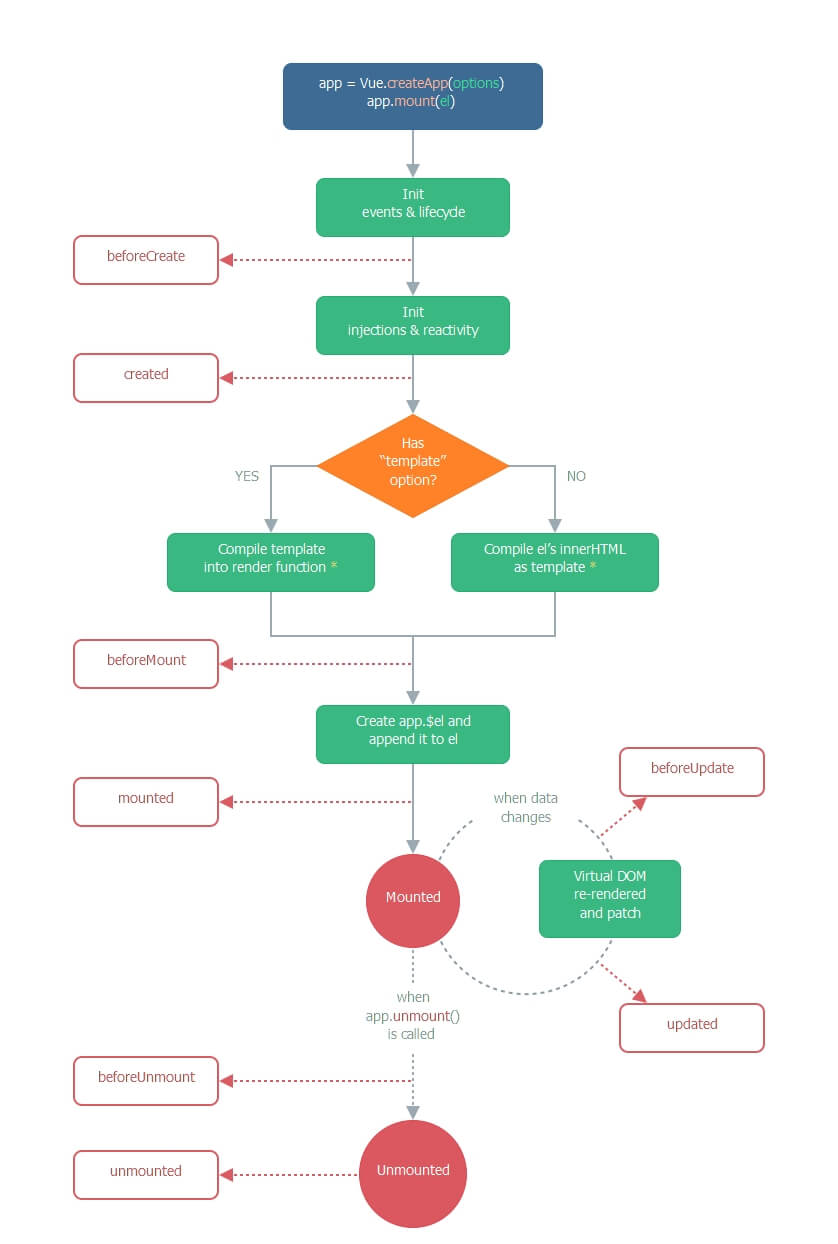 app = Vue.createApp(options)
app.mount(el)
Init
events & lifecycle
beforeCreate
Init
injections & reactivity
created
Has
“template”
option?
YES
NO
Compile template
into render function *
Compile el’s innerHTML
as template *
beforeMount
Create app.$el and
append it to el
mounted
beforeUpdate
when data
changes
Mounted
Virtual DOM
re-rendered
and patch
when
app.unmount()
is called
updated
beforeUnmount
unmounted
Unmounted